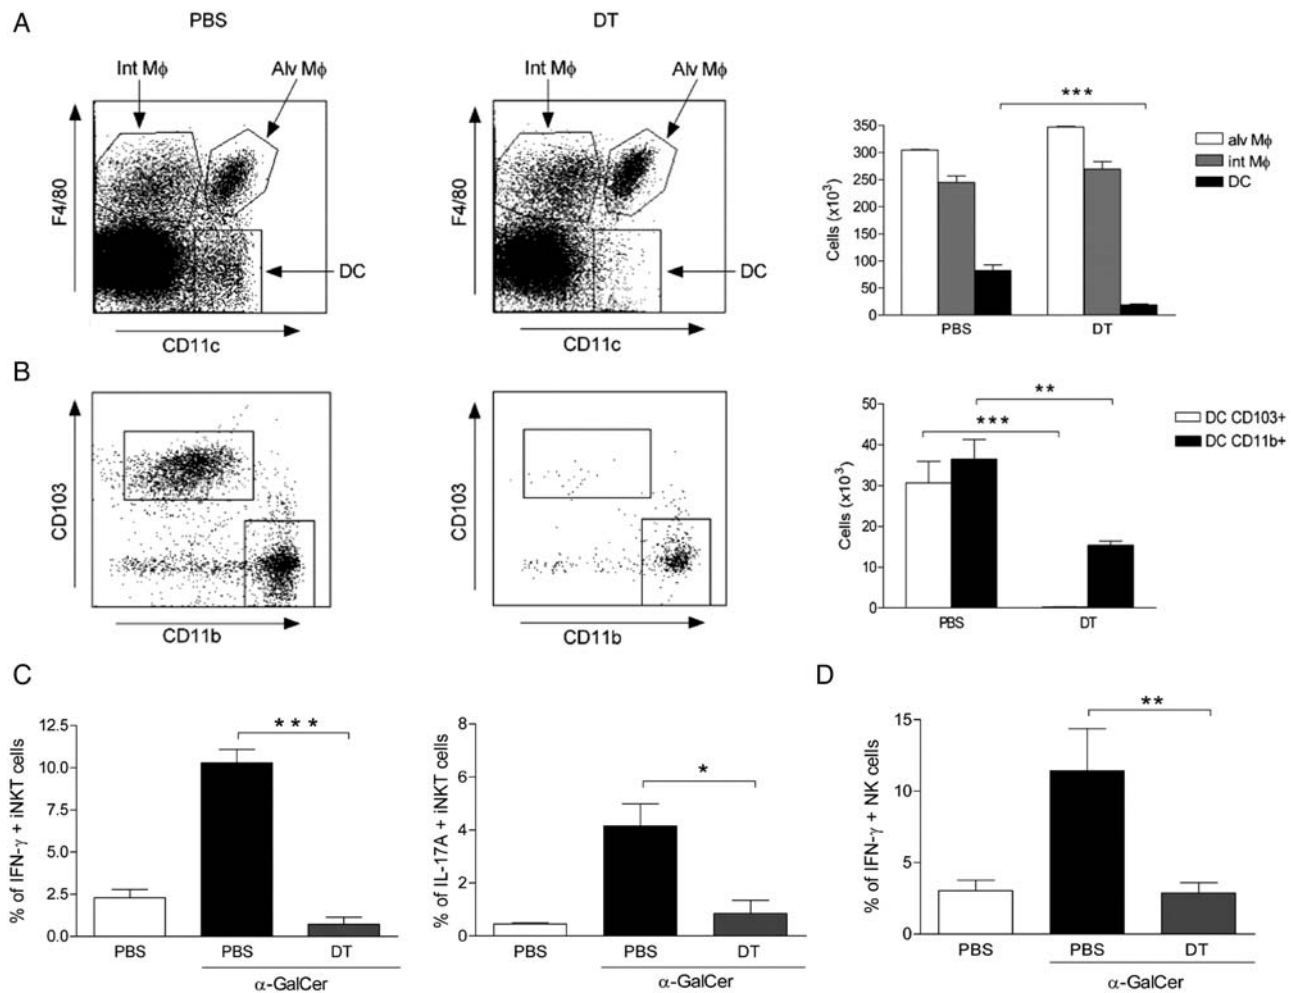 A
PBS
DT
Int Mϕ
Alv Mϕ
Int Mϕ
Alv Mϕ
F4/80
DC
CD11c
F4/80
DC
CD11c
***
Cells (x10³)
350
300
250
200
150
100
50
0
PBS
DT
alv Mϕ
int Mϕ
DC
B
CD103
CD11b
CD103
CD11b
**
***
Cells (x10³)
50
40
30
20
10
0
PBS
DT
DC CD103+
DC CD11b+
C
% of IFN-γ + iNKT cells
12.5
10.0
7.5
5.0
2.5
0.0
***
PBS
PBS
DT
α-GalCer
% of IL-17A + iNKT cells
8
6
4
2
0
*
PBS
PBS
DT
α-GalCer
D
% of IFN-γ + NK cells
15
10
5
0
**
PBS
PBS
DT
α-GalCer